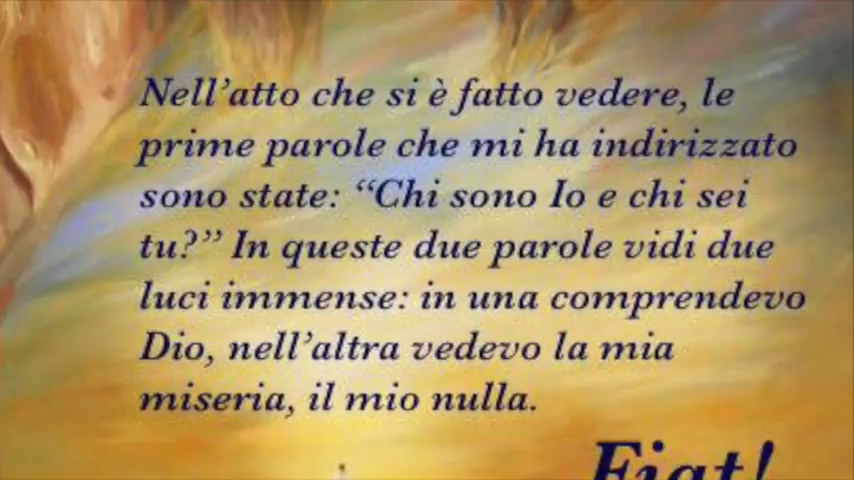 Nell’atto che si è fatto vedere, le
prime parole che mi ha indirizzato
sono state: “Chi sono Io e chi sei
tu?” In queste due parole vidi due
luci immense: in una comprendevo
Dio, nell’altra vedevo la mia
miseria, il mio nulla.
Fiat!